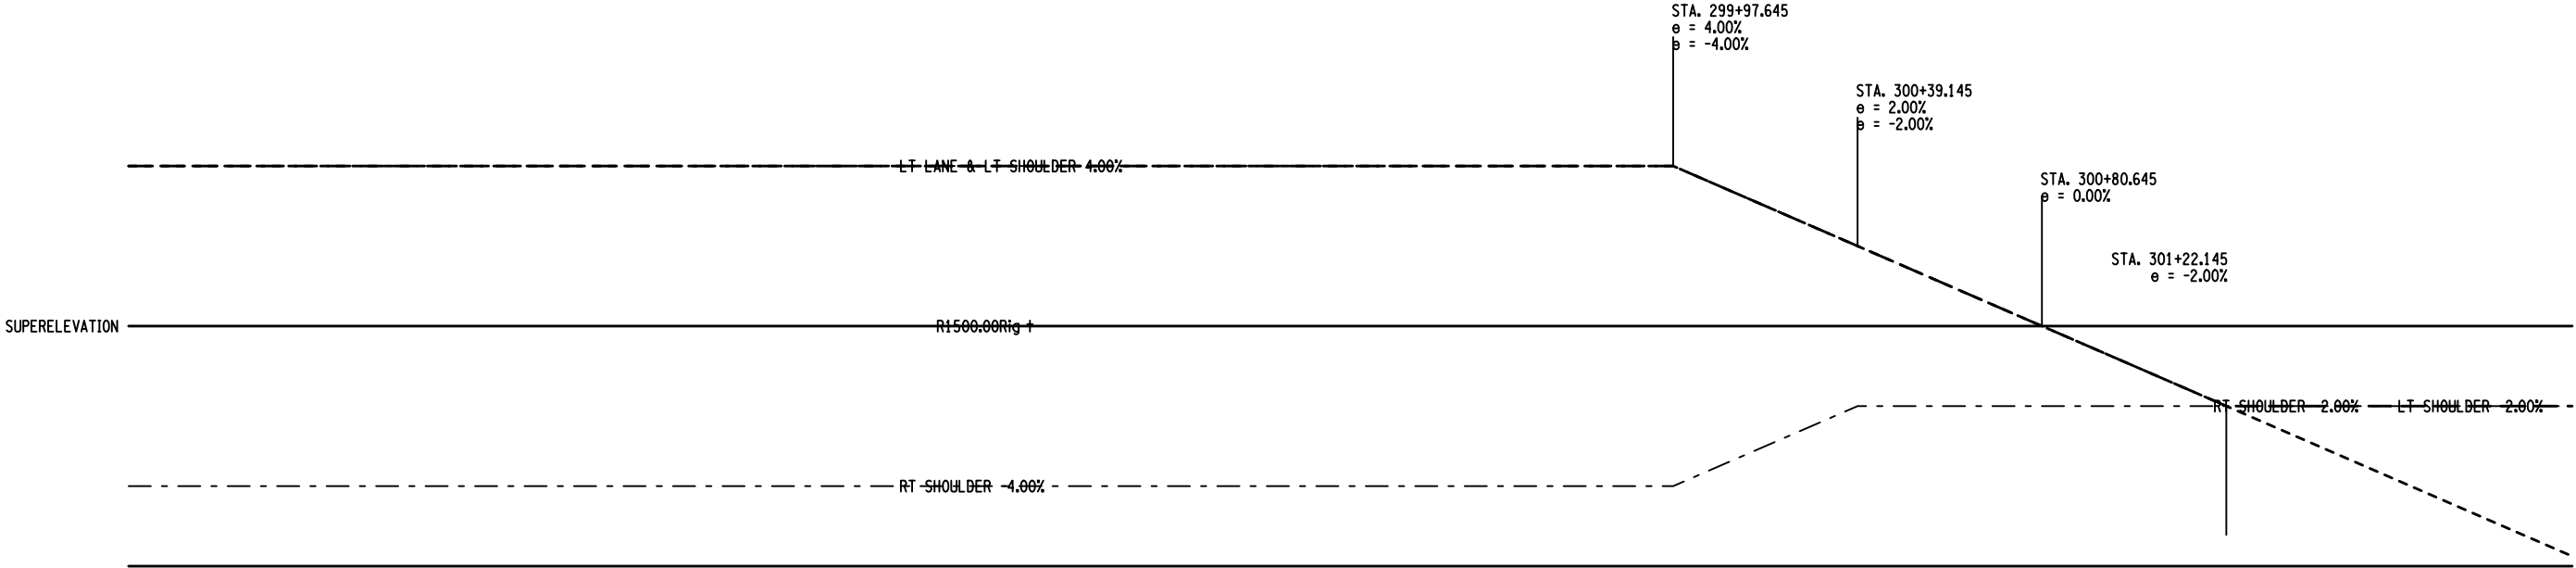 STA. 299+97.645
e = 4.00%
e = -4.00%
STA. 300+39.145
e = 2.00%
e = -2.00%
LT LANE & LT SHOULDER 4.00%
STA. 300+80.645
e = 0.00%
STA. 301+22.145
e = -2.00%
SUPERELEVATION
R1500.00Right
RT SHOULDER -2.00%
LT SHOULDER -2.00%
RT SHOULDER -4.00%